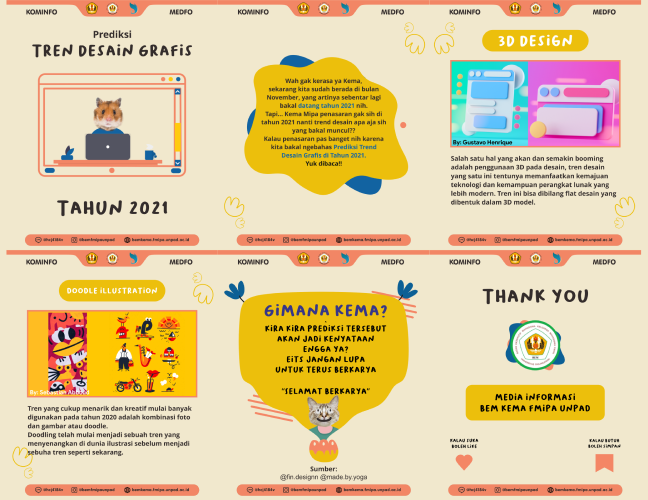 KOMINFO
MEDFO
Prediksi
TREN DESAIN GRAFIS
TAHUN 2021
@bemfmipaunpad
bemkema.fmipa.unpad.ac.id
KOMINFO
MEDFO
Wah gak kerasa ya Kema,
sekarang kita sudah berada di bulan
November, yang artinya sebentar lagi
bakal datang tahun 2021 nih.
Tapi... Kema Mipa penasaran gak sih di
tahun 2021 nanti trend desain apa aja sih
yang bakal muncul??
Kalau penasaran pas banget nih karena
kita bakal ngebahas Prediksi Trend
Desain Grafis di Tahun 2021.
Yuk dibaca!!
@bemfmipaunpad
bemkema.fmipa.unpad.ac.id
KOMINFO
MEDFO
3D DESIGN
By: Gustavo Henrique
Salah satu hal yang akan dan semakin booming
adalah penggunaan 3D pada desain, tren desain
yang satu ini tentunya memanfaatkan kemajuan
teknologi dan kemampuan perangkat lunak yang
lebih modern. Tren ini bisa dibilang flat desain yang
dibentuk dalam 3D model.
@bemfmipaunpad
bemkema.fmipa.unpad.ac.id
KOMINFO
MEDFO
DOODLE ILLUSTRATION
By:
Tren yang cukup menarik dan kreatif mulai banyak
digunakan pada tahun 2020 adalah kombinasi foto
dan gambar atau doodle.
Doodling telah mulai menjadi sebuah tren yang
menyenangkan di dunia ilustrasi sebelum menjadi
sebuha tren seperti sekarang.
@bemfmipaunpad
bemkema.fmipa.unpad.ac.id
KOMINFO
MEDFO
GIMANA KEMA?
KIRA KIRA PREDIKSI TERSEBUT
AKAN JADI KENYATAAN
ENGGA YA?
EITS JANGAN LUPA
UNTUK TERUS BERKARYA
"SELAMAT BERKARYA"
Sumber:
@fin.designn @made.by.yoga
@bemfmipaunpad
bemkema.fmipa.unpad.ac.id
KOMINFO
MEDFO
THANK YOU
MEDIA INFORMASI
BEM KEMA FMIPA UNPAD
KALAU SUKA
BOLEH LIKE
KALAU BUTUH
BOLEH SIMPAN
@bemfmipaunpad
bemkema.fmipa.unpad.ac.id